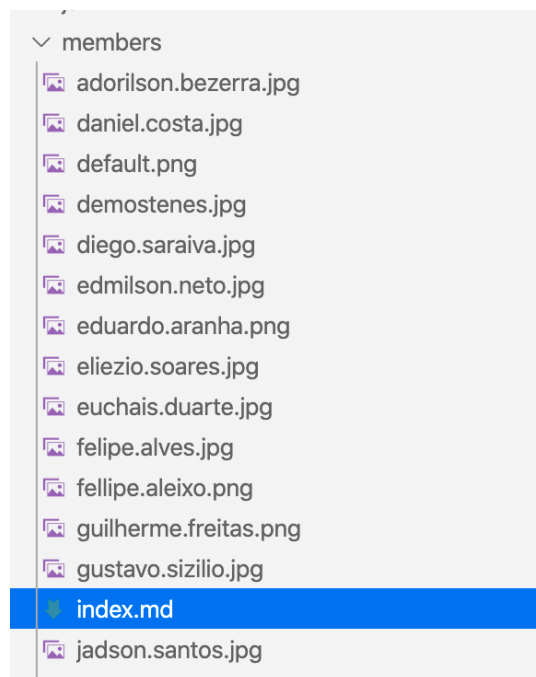 members
adorilson.bezerra.jpg
daniel.costa.jpg
default.png
demostenes.jpg
diego.saraiva.jpg
edmilson.neto.jpg
eduardo.aranha.png
eliezio.soares.jpg
euchais.duarte.jpg
felipe.alves.jpg
fellipe.aleixo.png
guilherme.freitas.png
gustavo.sizilio.jpg
index.md
jadson.santos.jpg